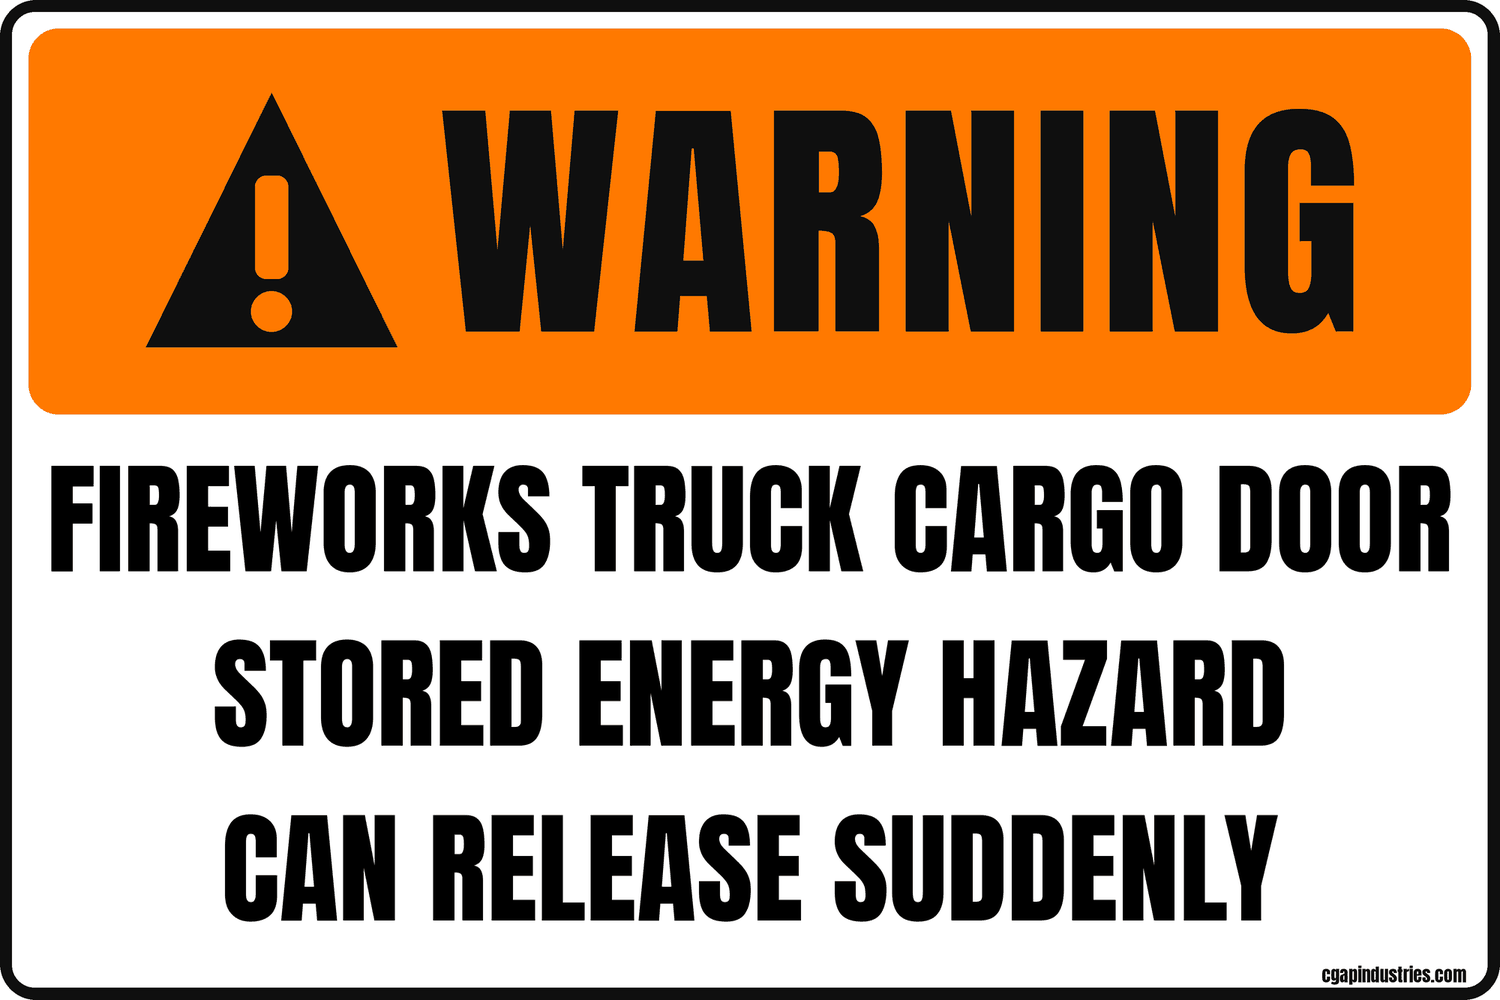 WARNING
FIREWORKS TRUCK CARGO DOOR
STORED ENERGY HAZARD
CAN RELEASE SUDDENLY
cgapindustries.com